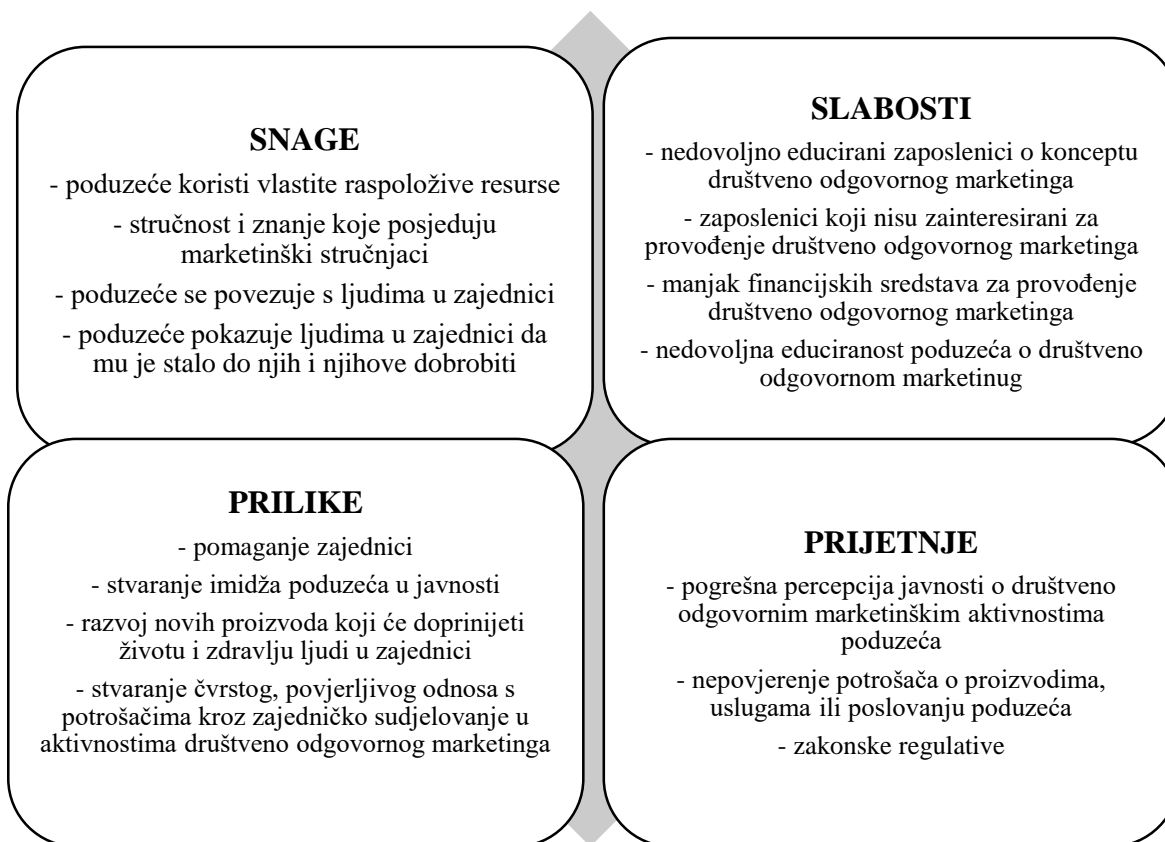 SNAGE
- poduzeće koristi vlastite raspoložive resurse
- stručnost i znanje koje posjeduju
marketinški stručnjaci
- poduzeće se povezuje s ljudima u zajednici
- poduzeće pokazuje ljudima u zajednici da
mu je stalo do njih i njihove dobrobiti
SLABOSTI
- nedovoljno educirani zaposlenici o konceptu
društveno odgovornog marketinga
- zaposlenici koji nisu zainteresirani za
provođenje društveno odgovornog marketinga
- manjak financijskih sredstava za provođenje
društveno odgovornog marketinga
- nedovoljna educiranost poduzeća o društveno
odgovornom marketinug
PRILIKE
- pomaganje zajednici
- stvaranje imidža poduzeća u javnosti
- razvoj novih proizvoda koji će doprinijeti
životu i zdravlju ljudi u zajednici
- stvaranje čvrstog, povjerljivog odnosa s
potrošačima kroz zajedničko sudjelovanje u
aktivnostima društveno odgovornog marketinga
PRIJETNJE
- pogrešna percepcija javnosti o društveno
odgovornim marketinškim aktivnostima
poduzeća
- nepovjerenje potrošača o proizvodima,
uslugama ili poslovanju poduzeća
- zakonske regulative